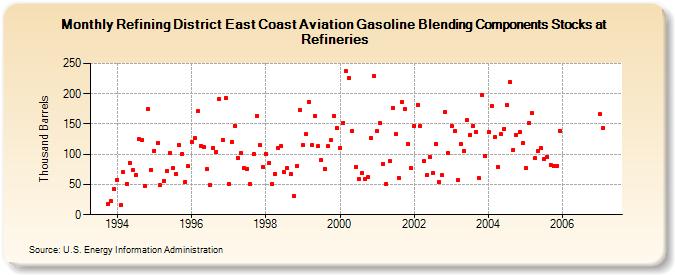 Monthly Refining District East Coast Aviation Gasoline Blending Components Stocks at
Refineries
Thousand Barrels
250
200
150
100
50
0
1994 1996 1998 2000 2002 2004 2006
Source: U.S. Energy Information Administration